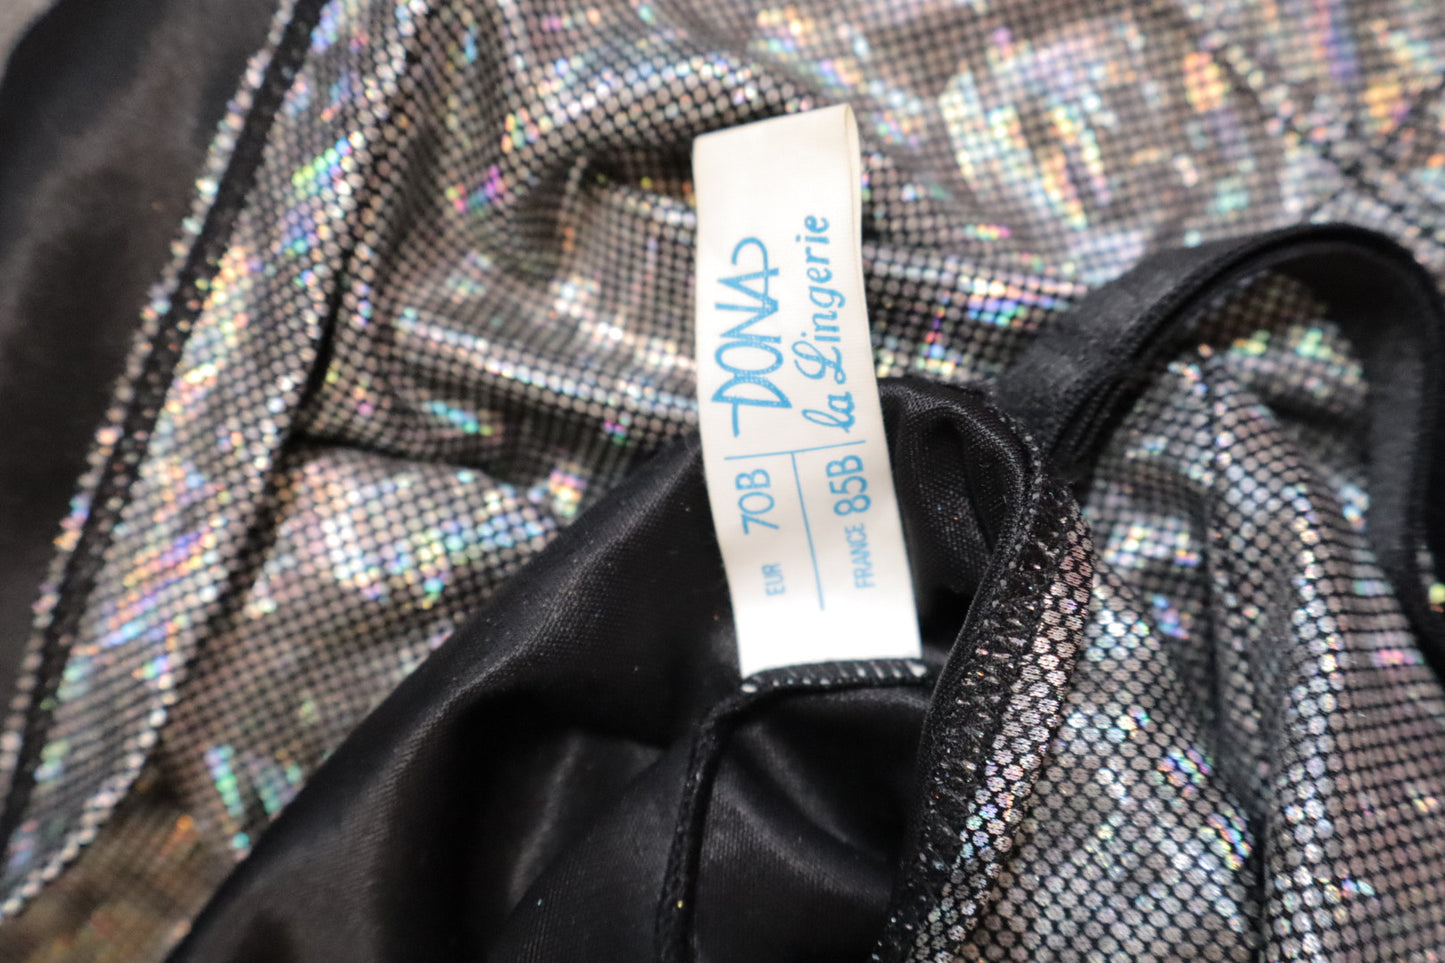 DONA
la Lingerie
EUR 70B
FRANCE 85B